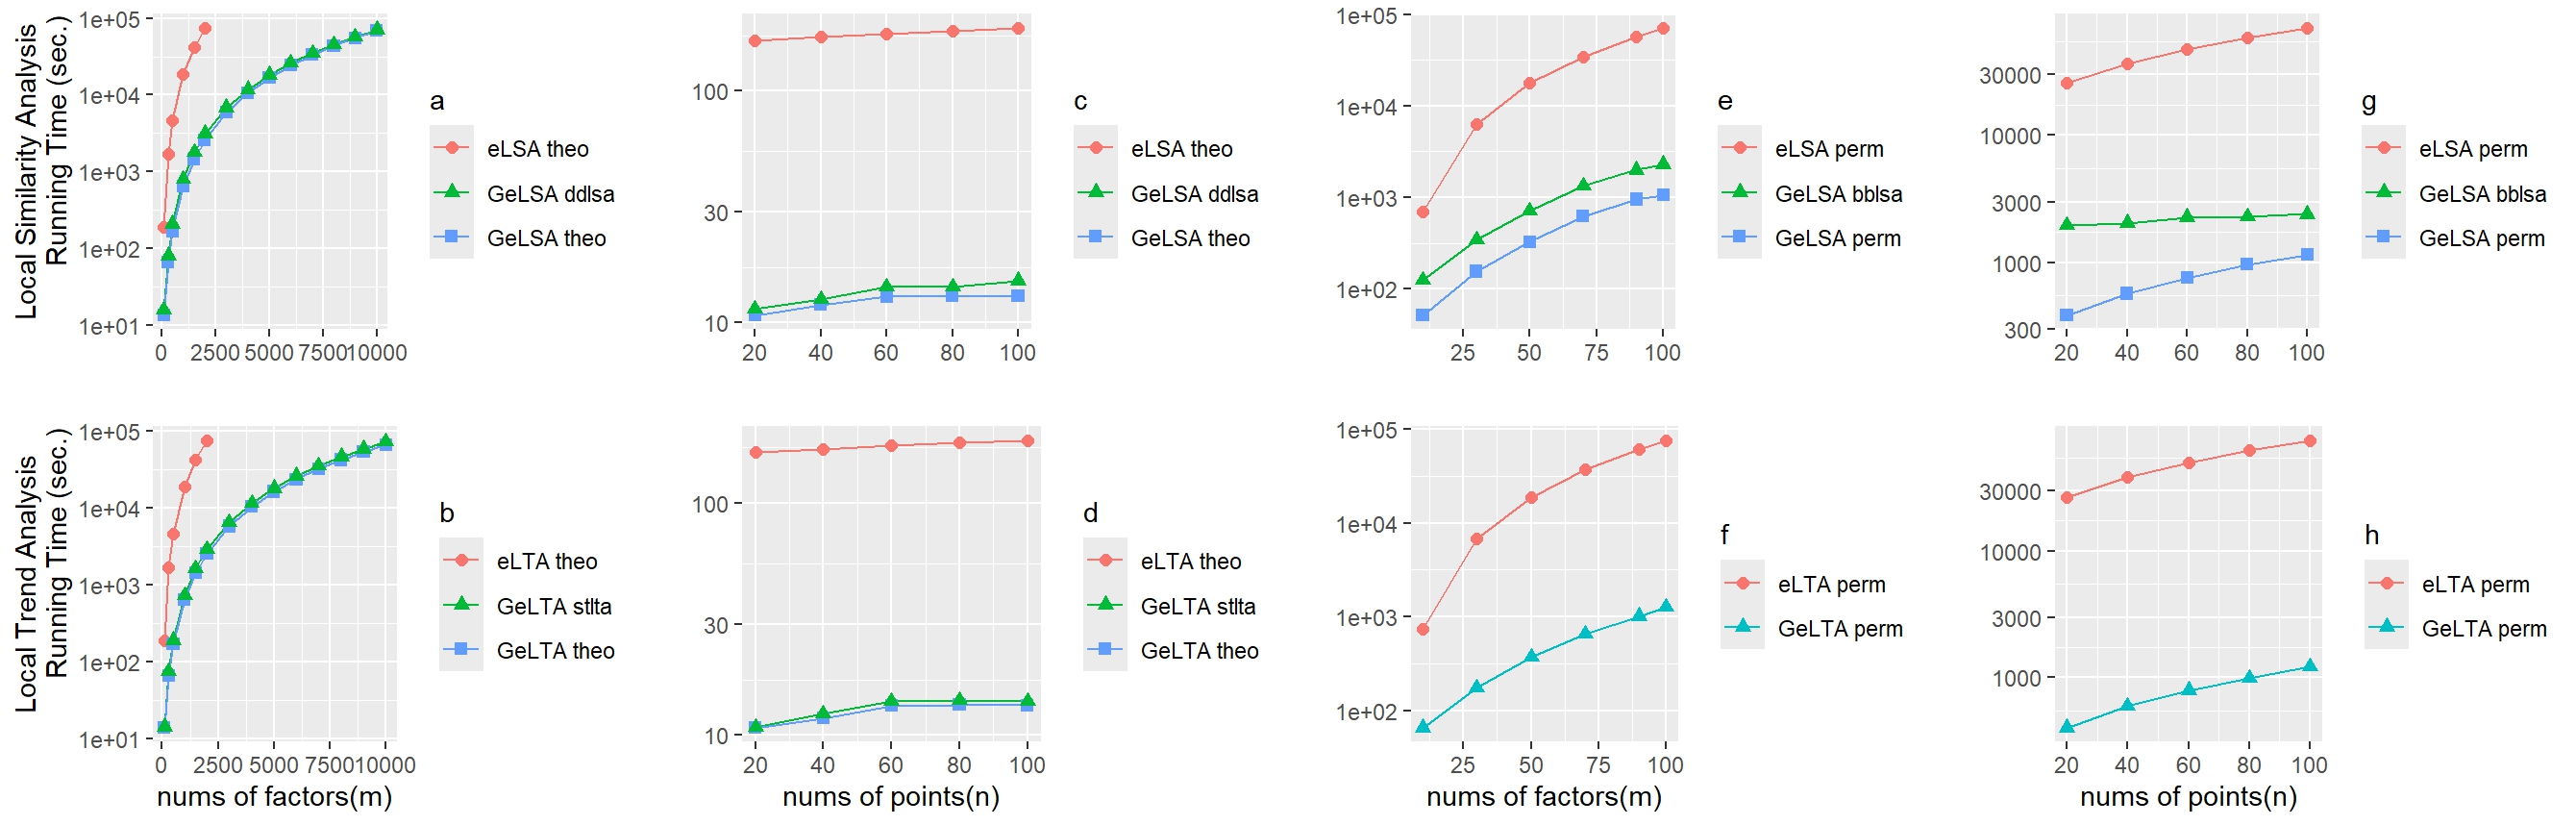 Local Similarity Analysis
Running Time (sec.)
1e+05
1e+04
1e+03
1e+02
1e+01
0 2500 5000 7500 10000
a
eLSA theo
GeLSA ddlsa
GeLSA theo
100
30
10
20 40 60 80 100
c
eLSA theo
GeLSA ddlsa
GeLSA theo
1e+05
1e+04
1e+03
1e+02
25 50 75 100
e
eLSA perm
GeLSA bblsa
GeLSA perm
30000
10000
3000
1000
300
20 40 60 80 100
g
eLSA perm
GeLSA bblsa
GeLSA perm
Local Trend Analysis
Running Time (sec.)
1e+05
1e+04
1e+03
1e+02
1e+01
0 2500 5000 7500 10000
nums of factors(m)
b
eLTA theo
GeLTA stlta
GeLTA theo
100
30
10
20 40 60 80 100
nums of points(n)
d
eLTA theo
GeLTA stlta
GeLTA theo
1e+05
1e+04
1e+03
1e+02
25 50 75 100
nums of factors(m)
f
eLTA perm
GeLTA perm
30000
10000
3000
1000
20 40 60 80 100
nums of points(n)
h
eLTA perm
GeLTA perm